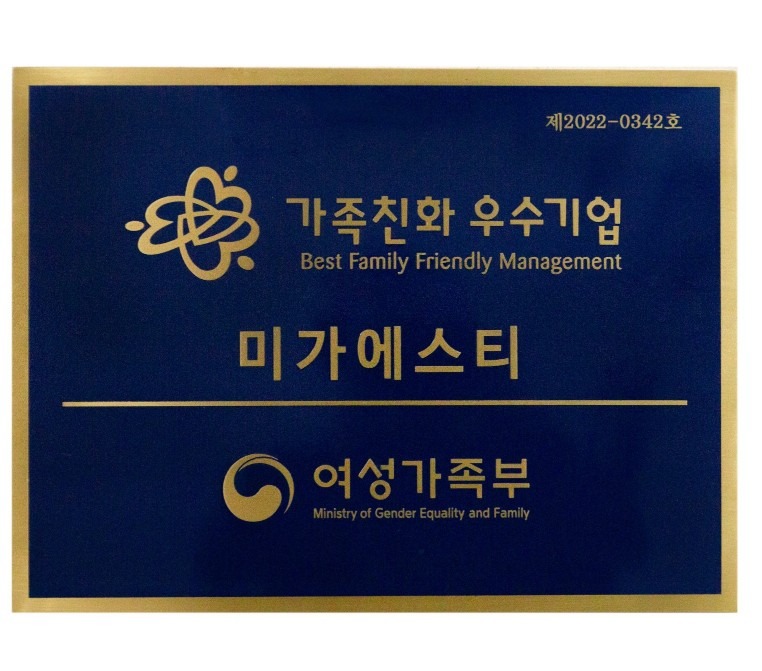 제2022-0342호
가족친화 우수기업
Best Family Friendly Management
미가에스티
여성가족부
Ministry of Gender Equality and Family